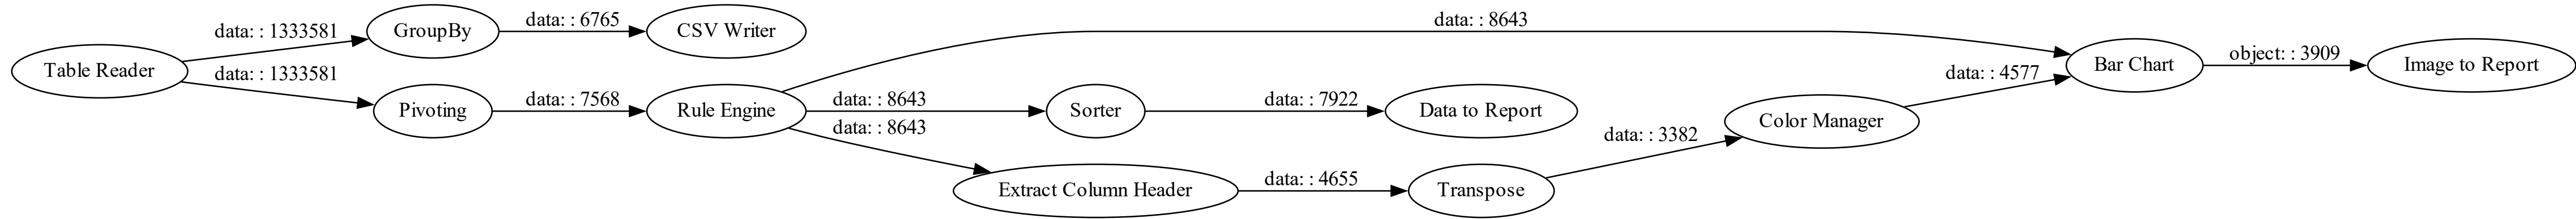 Table Reader
data: : 1333581
data: : 1333581
GroupBy
Pivoting
data: : 6765
data: : 7568
CSV Writer
Rule Engine
data: : 8643
data: : 8643
data: : 8643
Sorter
Extract Column Header
data: : 7922
data: : 4655
Data to Report
Transpose
data: : 3382
Color Manager
data: : 4577
Bar Chart
object: : 3909
Image to Report